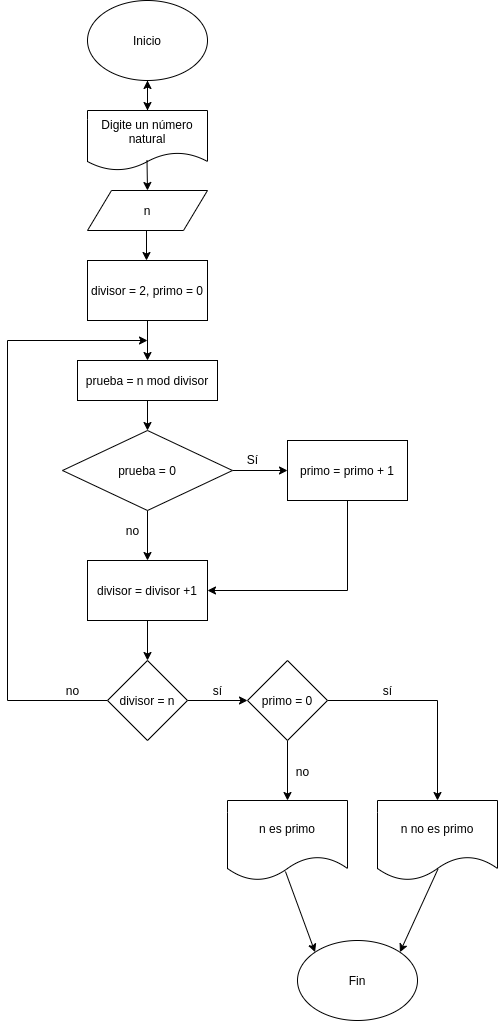 Inicio
Digite un número
natural
n
divisor = 2, primo = 0
prueba = n mod divisor
prueba = 0
Sí
primo = primo + 1
no
divisor = divisor +1
no
divisor = n
sí
primo = 0
sí
no
n es primo
n no es primo
Fin